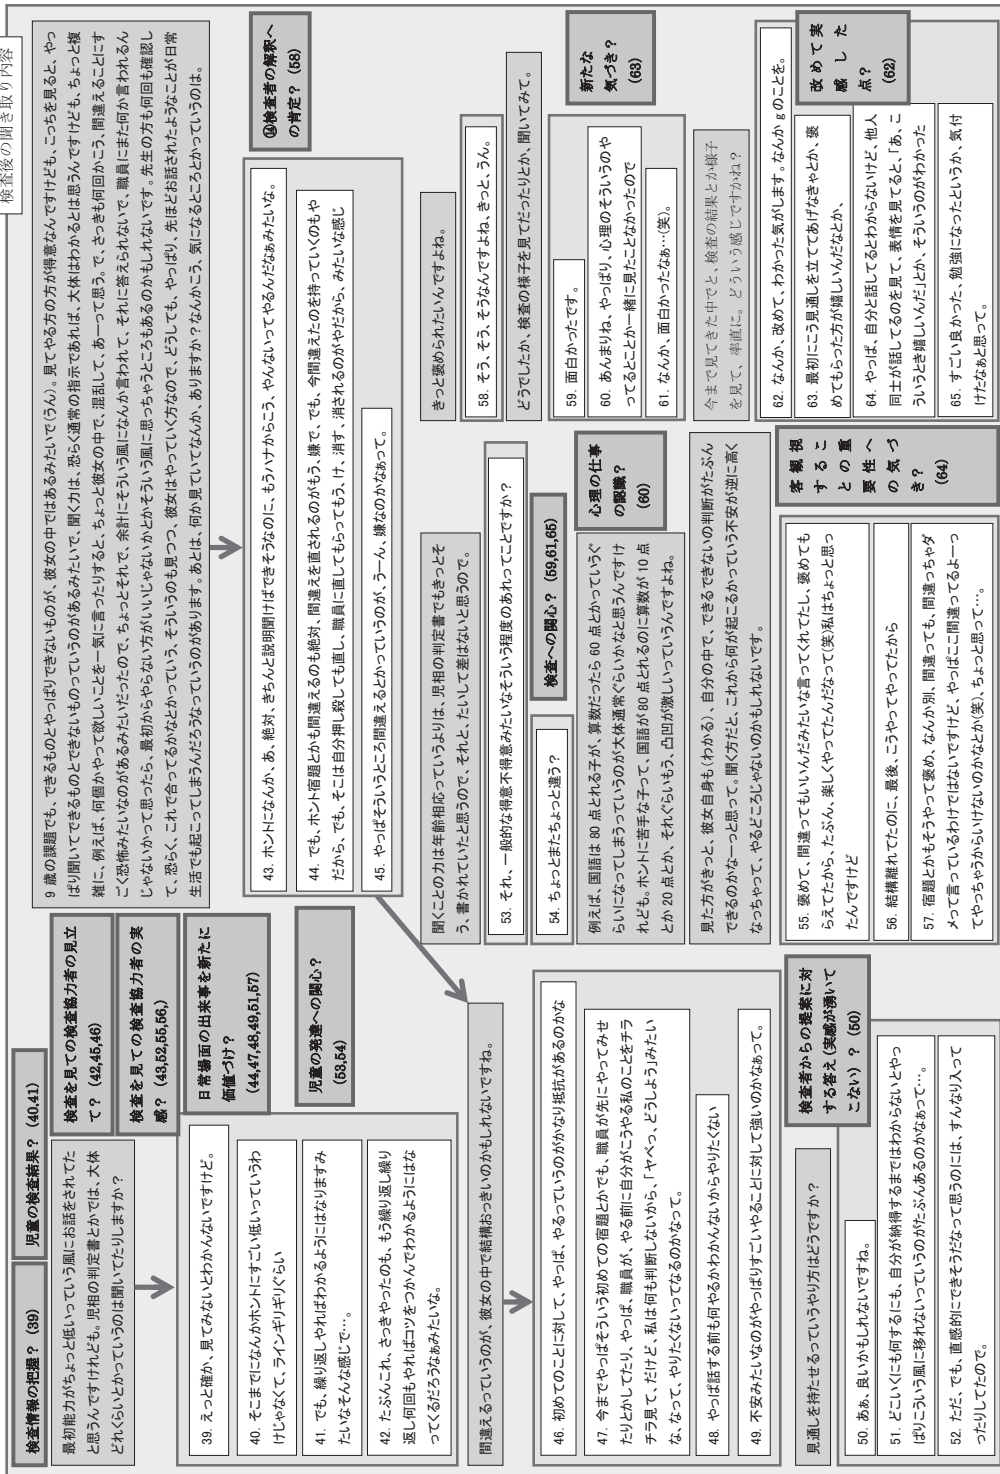 検査後の聞き取り内容
検査情報の把握? (39)
児童の検査結果? (40,41)
最初能力がちょっと低いっていう風にお話をされてた
と思うんですけれども。児相の判定書とかでは、大体
どれくらいとかっていうのは聞いてたりしますか?
検査を見ての検査協力者の見立
て? (42,45,46)
検査を見ての検査協力者の実
感? (43,52,55,56,)
日常場面の出来事を新たに
価値づけ?
(44,47,48,49,51,57)
児童の発達への関心?
(53,54)
39. えっと確か、見てみないとわかんないですけど。
40. そこまでになんかホントにすごい低いっていうわ
けじゃなくて、ラインギリギリぐらい
41. でも、繰り返しやればわかるようにはなりますみ
たいなそんな感じで…。
42. たぶんこれ、さっきやったのも、もう繰り返し繰り
返し何回もやればコツをつかんでわかるようにはな
ってくるだろうなぁみたいな。
9 歳の課題でも、できるものとやっぱりできないものが、彼女の中ではあるみたいで(うん)。見てやる方の方が得意なんですけども、こっちを見ると、やっ
ぱり聞いてできるものとできないものっていうのがあるみたいで、聞く力は、恐らく通常の指示であれば、大体はわかるとは思うんですけども、ちょっと複
雑に、例えば、何個かやって欲しいことを一気に言ったりすると、ちょっと彼女の中で、混乱して、あーって思う。で、さっきも何回かこう、間違えることにす
ごく恐怖みたいなのがあるみたいだったので、ちょっとそれで、余計にそういう風になんか言われて、それに答えられないで、職員にまた何か言われるん
じゃないかって思ったら、最初からやらない方がいいじゃないかとかそういう風に思っちゃうところもあるのかもしれないです。先生の方も何回も確認し
て、恐らく、これで合ってるかなとかっていう、そういうのも見つつ、彼女はやっていく方なので、どうしても、やっぱり、先ほどお話されたようなことが日常
生活でも起こってしまうんだろうなっていうのがあります。あとは、何か見ていてなんか、ありますか?なんかこう、気になるところとかっていうのは。
43. ホントになんか、あ、絶対、きちんと説明聞けばできそうなのに、もうハナからこう、やんないってやるんだなぁみたいな。
44. でも、ホント宿題とかも間違えるのも絶対、間違えを直されるのがもう、嫌で、でも、今間違えたのを持っていくのもや
だから、でも、そこは自分押し殺しても直し、職員に直してもらっても、け、消す、消されるのがやだから、みたいな感じ
45. やっぱそういうところ間違えるとかっていうのが、うーん、嫌なのかなぁって。
⑭検査者の解釈へ
の肯定? (58)
間違えるっていうのが、彼女の中で結構おっきいのかもしれないですね。
46. 初めてのことに対して、やっぱ、やるっていうのがかなり抵抗があるのかな
47. 今までやっぱそういう初めての宿題とかでも、職員が先にやってみせ
たりとかしてたり、やっぱ、職員が、やる前に自分がこうやる私のことをチラ
チラ見て、だけど、私は何も判断しないから、「ヤベっ、どうしよう」みたい
な、なって、やりたくないってなるのかなって。
48. やっぱ話する前も何やるかわかんないからやりたくない
49. 不安みたいなのがやっぱりすごいやることに対して強いのかなぁって。
見通しを持たせるっていうやり方はどうですか?
検査者からの提案に対
する答え(実感が湧いて
こない) ? (50)
50. あぁ、良いかもしれないですね。
51. どこいくにも何するにも、自分が納得するまではわからないとやっ
ぱりこういう風に移れないっていうのがたぶんあるのかなぁって…。
52. ただ、でも、直感的にできそうだなって思うのには、すんなり入って
ったりしてたので。
聞くことの力は年齢相応っていうよりは、児相の判定書でもきっとそ
う、書かれていたと思うので、それと、たいして差はないと思うので。
53. それ、一般的な得意不得意みたいなそういう程度のあれってことですか?
54. ちょっとまたちょっと違う?
検査への関心? (59,61,65)
例えば、国語は 80 点とれる子が、算数だったら 60 点とかっていうぐ
らいになってしまうっていうのが大体通常ぐらいかなと思うんですけ
れども。ホントに苦手な子って、国語が 80 点とれるのに算数が 10 点
とか 20 点とか、それぐらいもう、凸凹が激しいっていうんですよね。
心理の仕事
の認識?
(60)
見た方がきっと、彼女自身も(わかる)、自分の中で、できるできないの判断がたぶん
できるのかなーっと思って。聞く方だと、これから何が起こるかっていう不安が逆に高く
なっちゃって、やるどころじゃないのかもしれないです。
55. 褒めて、間違ってもいいんだみたいな言ってくれてたし、褒めても
らえてたから、たぶん、楽しくやってたんだなって(笑)私はちょっと思っ
たんですけど
56. 結構離れてたのに、最後、こうやってやってたから
57. 宿題とかもそうやって褒め、なんか別、間違っても、間違っちゃダ
メって言っているわけではないですけど、やっぱここ間違ってるよーっ
てやっちゃうからいけないのかなとか(笑)、ちょっと思って…。
客観視
すること
の重
要性へ
の気づ
き?
(64)
きっと褒められたいんですよね。
58. そう、そう、そうなんですよね、きっと、うん。
どうでしたか、検査の様子を見てだったりとか、聞いてみて。
59. 面白かったです。
60. あんまりね、やっぱり、心理のそういうのや
ってるとことか一緒に見たことなかったので
61. なんか、面白かったなぁ…(笑)。
新たな
気づき?
(63)
今まで見てきた中でと、検査の結果とか様子
を見て、率直に。どういう感じですかね?
62. なんか、改めて、わかった気がします。なんか g のことを。
63. 最初にこう見通しを立ててあげなきゃとか、褒
めてもらった方が嬉しいんだなとか、
64. やっぱ、自分と話してるとわからないけど、他人
同士が話してるのを見て、表情を見てると、「あ、こ
ういうとき嬉しいんだ」とか、そういうのがわかった
65. すごい良かった、勉強になったというか、気付
けたなぁと思って。
改めて実
感した
点?
(62)